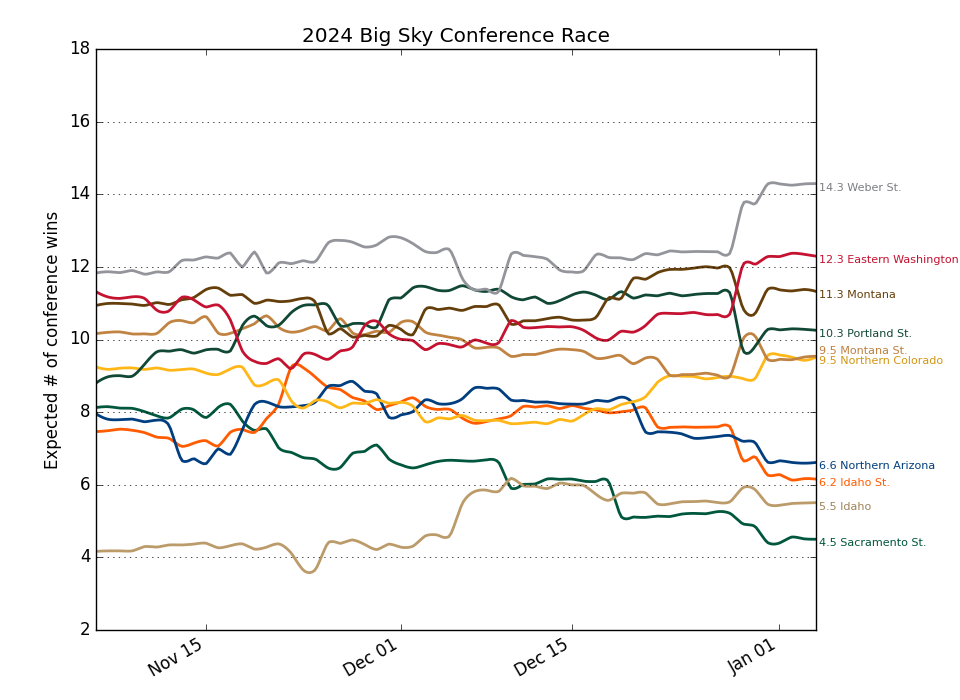 2024 Big Sky Conference Race
Expected # of conference wins
18
16
14
12
10
8
6
4
2
Nov 15
Dec 01
Dec 15
Jan 01
14.3 Weber St.
12.3 Eastern Washington
11.3 Montana
10.3 Portland St.
9.5 Montana St.
9.5 Northern Colorado
6.6 Northern Arizona
6.2 Idaho St.
5.5 Idaho
4.5 Sacramento St.